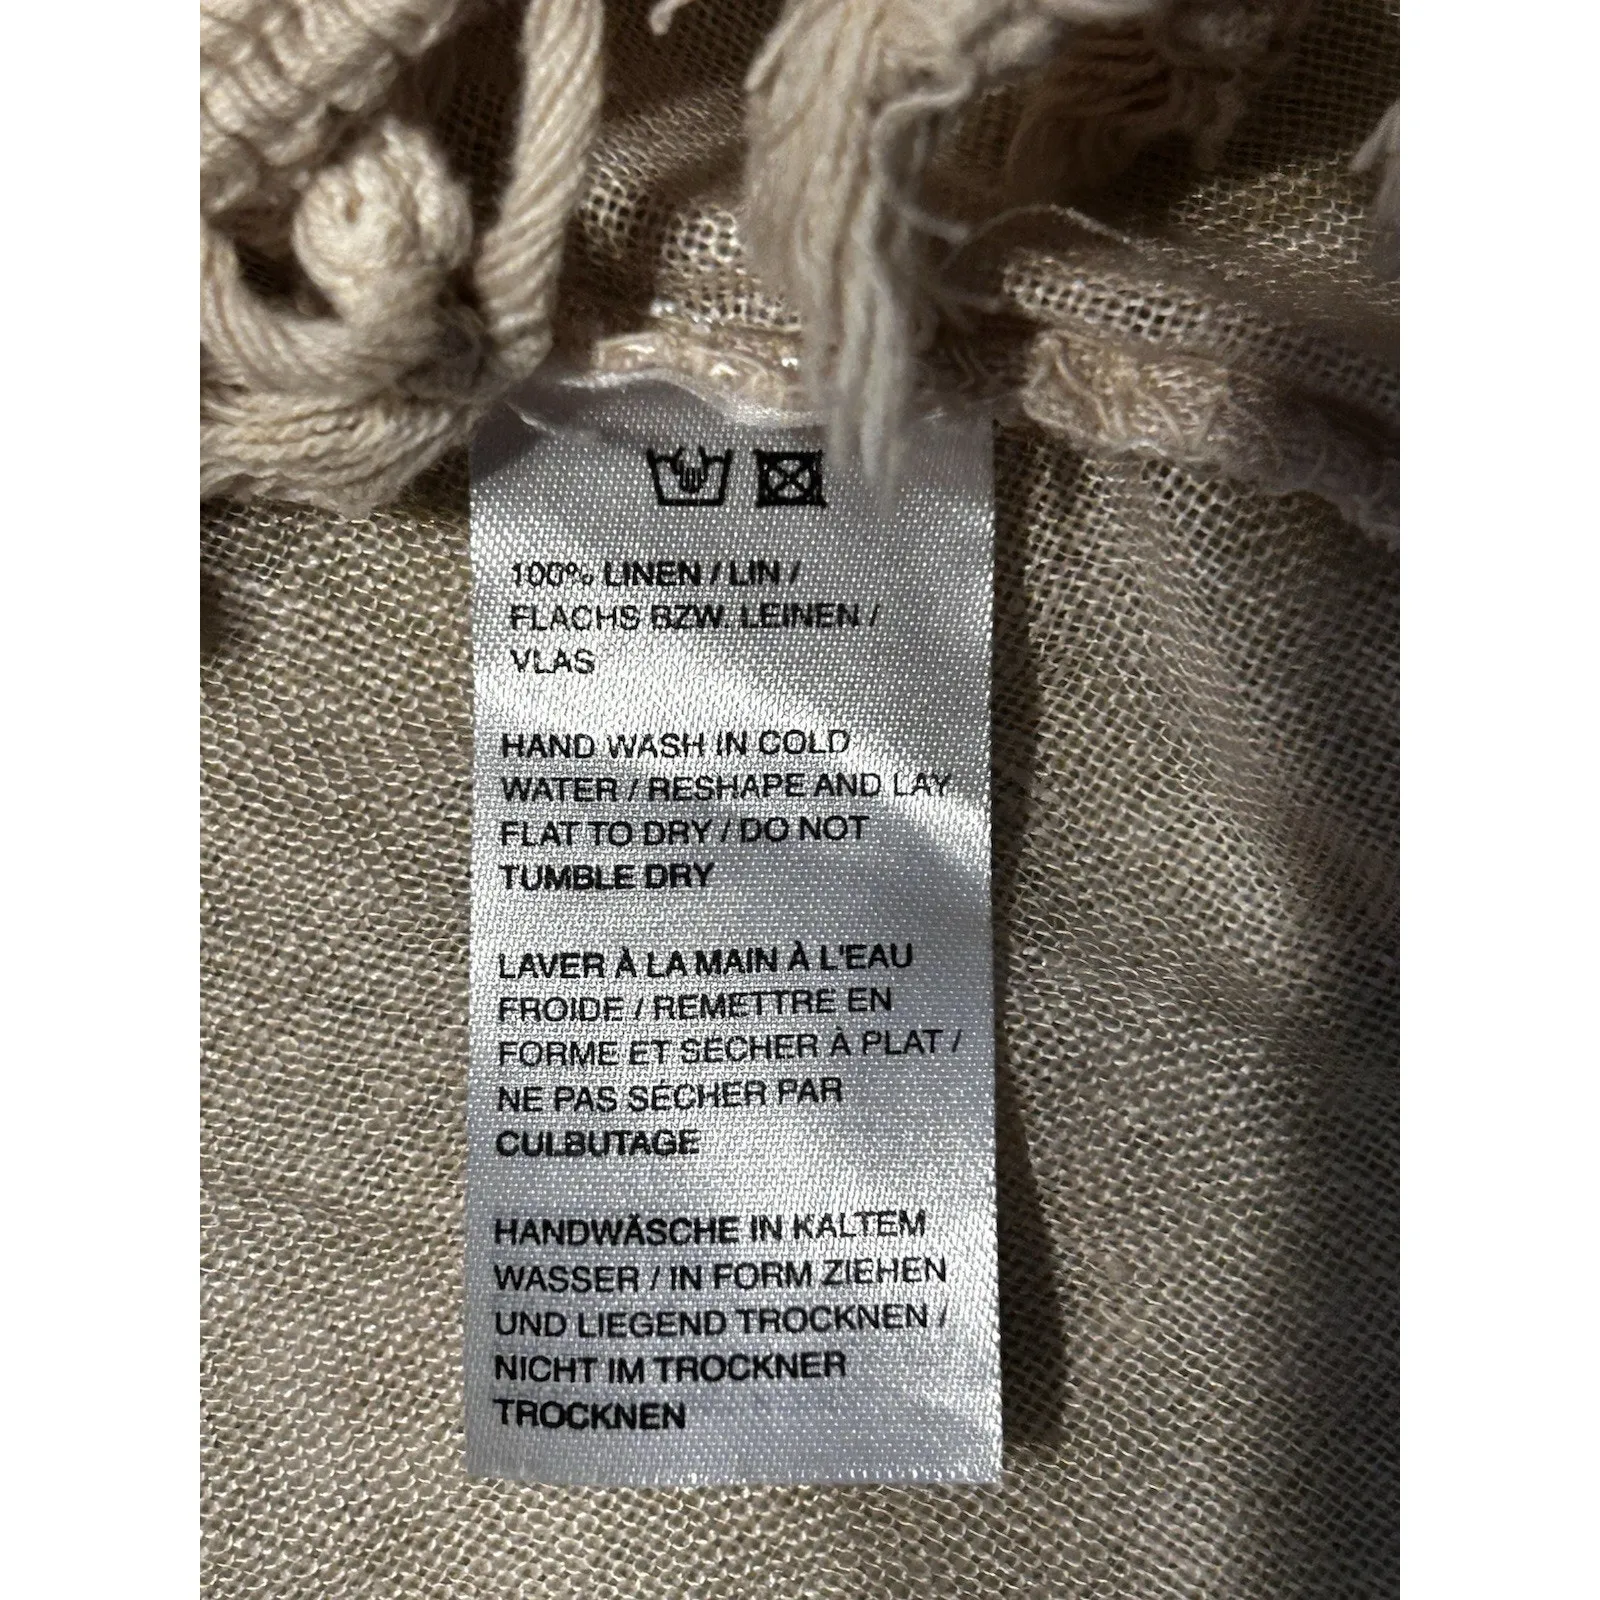 100% LINEN / LIN /
FLACHS BZW. LEINEN /
VLAS
HAND WASH IN COLD
WATER / RESHAPE AND LAY
FLAT TO DRY / DO NOT
TUMBLE DRY
LAVER À LA MAIN À L'EAU
FROIDE / REMETTRE EN
FORME ET SÉCHER À PLAT /
NE PAS SÉCHER PAR
CULBUTAGE
HANDWÄSCHE IN KALTEM
WASSER / IN FORM ZIEHEN
UND LIEGEND TROCKNEN /
NICHT IM TROCKNER
TROCKNEN